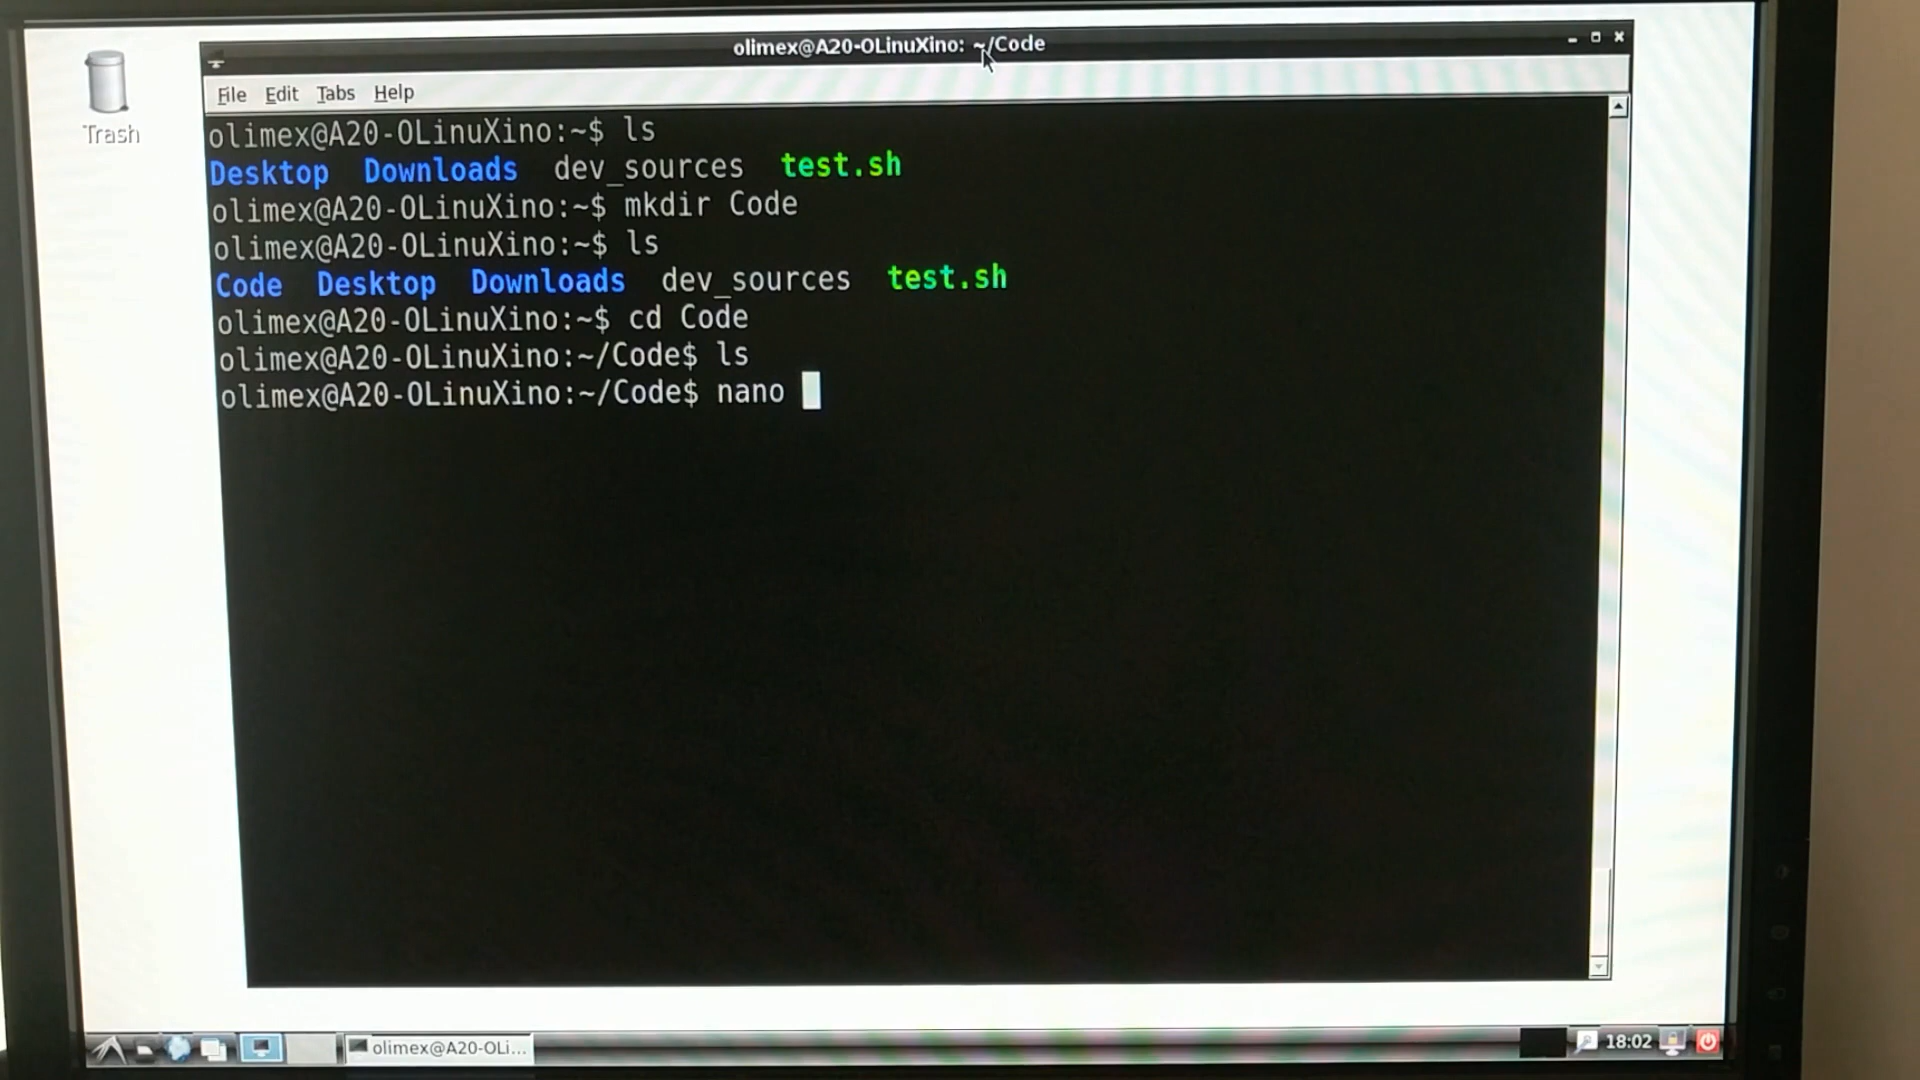 olimex@A20-OLinuXino: ~/Code
File Edit Tabs Help
Trash
olimex@A20-OLinuXino:~$ ls
Desktop Downloads dev_sources test.sh
olimex@A20-OLinuXino:~$ mkdir Code
olimex@A20-OLinuXino:~$ ls
Code Desktop Downloads dev_sources test.sh
olimex@A20-OLinuXino:~$ cd Code
olimex@A20-OLinuXino:~/Code$ ls
olimex@A20-OLinuXino:~/Code$ nano
olimex@A20-OLi...
18:02